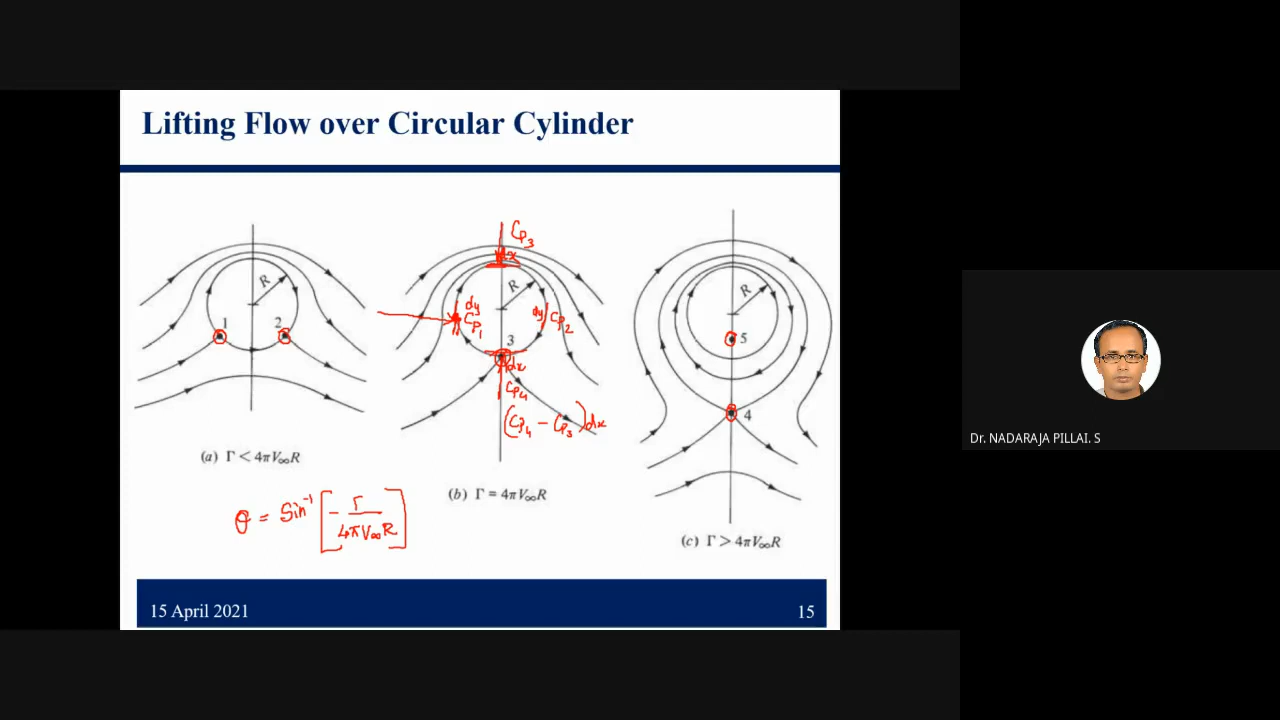 Lifting Flow over Circular Cylinder
R
1
2
(a) Γ < 4πV∞R
θ = Sin⁻¹ [ - Γ / 4πV∞R ]
Cp3
dx
R
dy
Cp1
dy
Cp2
3
dx
Cp4
(Cp4 - Cp3) dx
(b) Γ = 4πV∞R
R
5
4
(c) Γ > 4πV∞R
15 April 2021
15
Dr. NADARAJA PILLAI. S